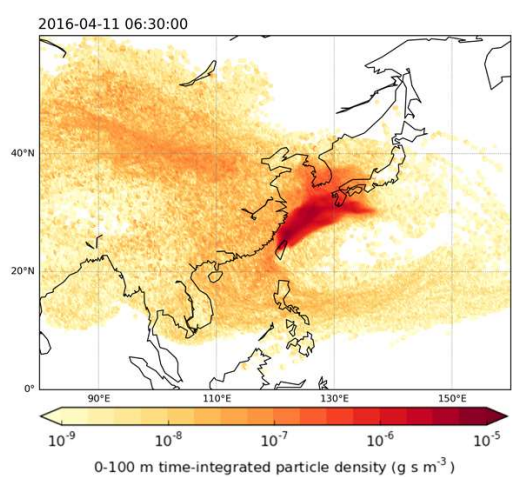 2016-04-11 06:30:00
40°N
20°N
0°
90°E 110°E 130°E 150°E
10⁻⁹ 10⁻⁸ 10⁻⁷ 10⁻⁶ 10⁻⁵
0-100 m time-integrated particle density (g s m⁻³)